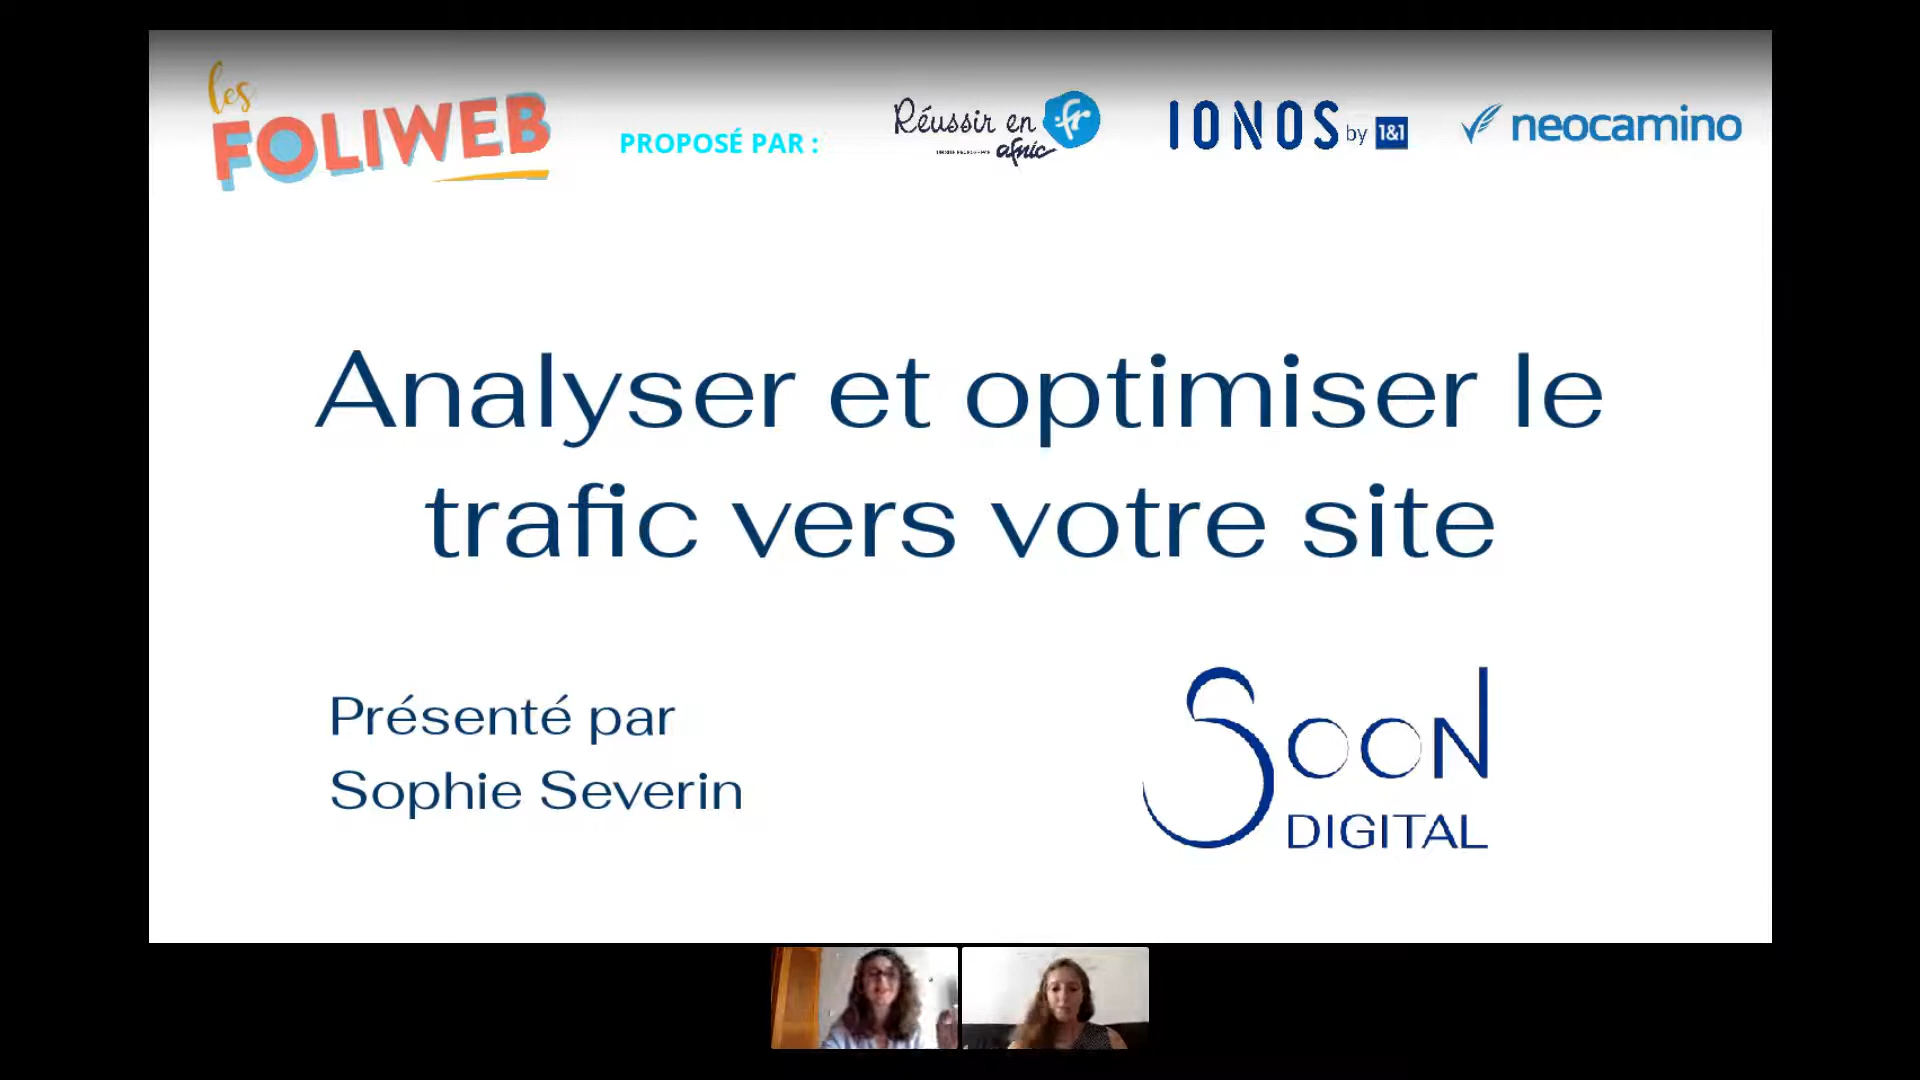 les
FOLIWEB
PROPOSÉ PAR :
Réussir en .fr
afnic
IONOS by 1&1
neocamino
Analyser et optimiser le
trafic vers votre site
Présenté par
Sophie Severin
SOON
DIGITAL